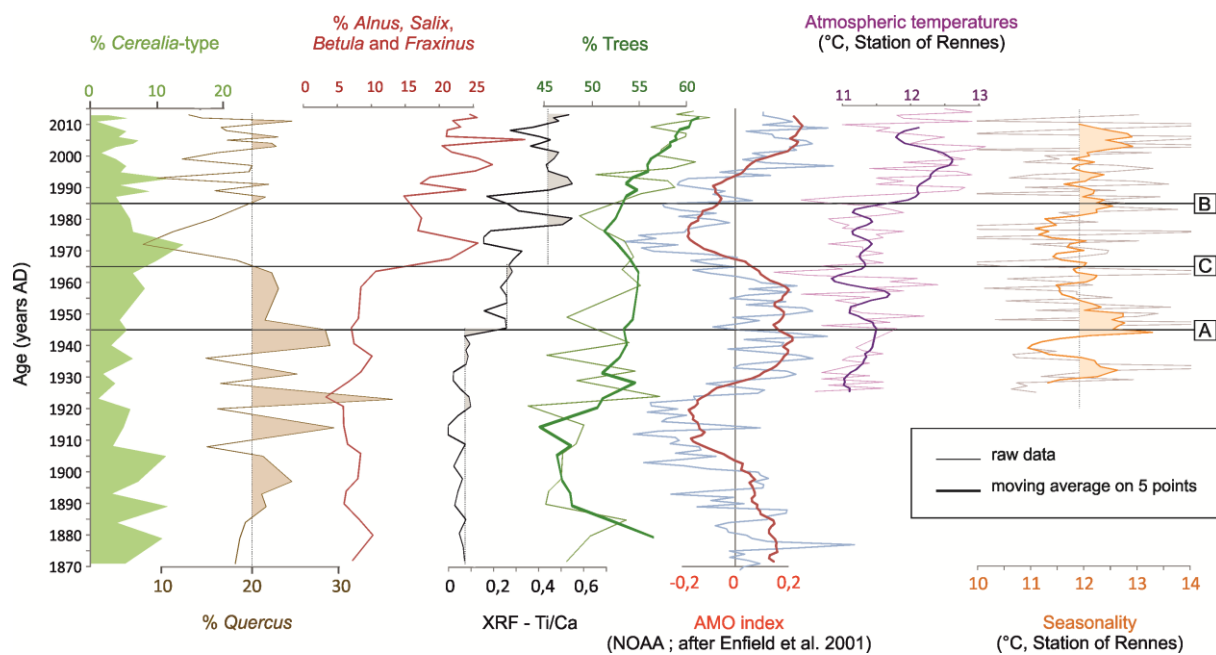 % Alnus, Salix,
Betula and Fraxinus
Atmospheric temperatures
(°C, Station of Rennes)
% Cerealia-type
% Trees
0 10 20
0 5 10 15 20 25
45 50 55 60
11 12 13
Age (years AD)
2010
2000
1990
1980
1970
1960
1950
1940
1930
1920
1910
1900
1890
1880
1870
B
C
A
raw data
moving average on 5 points
10 20 30
0 0,2 0,4 0,6
-0,2 0 0,2
10 11 12 13 14
% Quercus
XRF - Ti/Ca
AMO index
(NOAA ; after Enfield et al. 2001)
Seasonality
(°C, Station of Rennes)